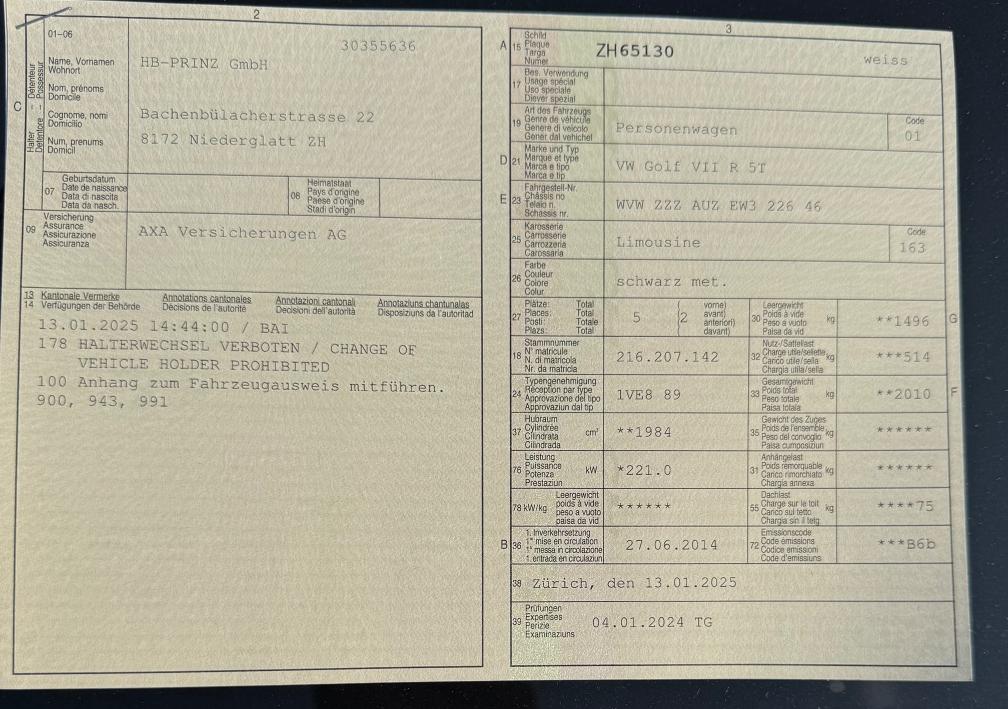 2
C
Halter Détenteur
Detentore Possessur
01-06
30355636
Name, Vornamen
Wohnort
HB-PRINZ GmbH
Nom, prénoms
Domicile
Cognome, nomi
Domicilio
Bachenbülacherstrasse 22
Num, prenums
Domicil
8172 Niederglatt ZH
07
Geburtsdatum
Date de naissance
Data di nascita
Data da nasch.
08
Heimatstaat
Pays d'origine
Paese d'origine
Stadi d'origin
09
Versicherung
Assurance
Assicurazione
Assicuranza
AXA Versicherungen AG
13 Kantonale Vermerke Annotations cantonales Annotazioni cantonali Annotaziuns chantunalas
14 Verfügungen der Behörde Décisions de l'autorité Decisioni dell'autorità Disposiziuns da l'autoritad
13.01.2025 14:44:00 / BAI
178 HALTERWECHSEL VERBOTEN / CHANGE OF
VEHICLE HOLDER PROHIBITED
100 Anhang zum Fahrzeugausweis mitführen.
900, 943, 991
3
A 15
Schild
Plaque
Targa
Numer
ZH65130 weiss
17
Bes. Verwendung
Usage spécial
Uso speciale
Diever spezial
19
Art des Fahrzeugs
Genre de véhicule
Genere di veicolo
Gener dal vehichel
Personenwagen
Code
01
D 21
Marke und Typ
Marque et type
Marca e tipo
Marca e tip
VW Golf VII R 5T
E 23
Fahrgestell-Nr.
Châssis no
Telaio n.
Schassis nr.
WVW ZZZ AUZ EW3 226 46
25
Karosserie
Carrosserie
Carrozzeria
Carossaria
Limousine
Code
163
26
Farbe
Couleur
Colore
Colur
schwarz met.
27
Plätze: Total
Places: Total
Posti: Totale
Plazs: Total
5 (2
vorne)
avant)
anteriori)
davant)
30
Leergewicht
Poids à vide
Peso a vuoto
Paisa da vid
kg
**1496
G
18
Stammnummer
N° matricule
N. di matricola
Nr. da matricla
216.207.142
32
Nutz-/Sattellast
Charge utile/sellette
Carico utile/sella
Chargia utila/sella
kg
***514
24
Typengenehmigung
Réception par type
Approvazione del tipo
Approvaziun dal tip
1VE8 89
33
Gesamtgewicht
Poids total
Peso totale
Paisa totala
kg
**2010
F
37
Hubraum
Cylindrée
Cilindrata
Cilindrada
cm³
**1984
35
Gewicht des Zuges
Poids de l'ensemble
Peso del convoglio
Paisa cumposiziun
kg
******
76
Leistung
Puissance
Potenza
Prestaziun
kW
*221.0
31
Anhängelast
Poids remorquable
Carico rimorchiato
Chargia annexa
kg
******
78 kW/kg
Leergewicht
poids à vide
peso a vuoto
paisa da vid
******
55
Dachlast
Charge sur le toit
Carico sul tetto
Chargia sin il tetg
kg
****75
B 36
1. Inverkehrsetzung
1re mise en circulation
1a messa in circolazione
1. entrada en circulaziun
27.06.2014
72
Emissionscode
Code émissions
Codice emissioni
Code d'emissiuns
***B6b
38
Zürich, den 13.01.2025
39
Prüfungen
Expertises
Perizie
Examinaziuns
04.01.2024 TG